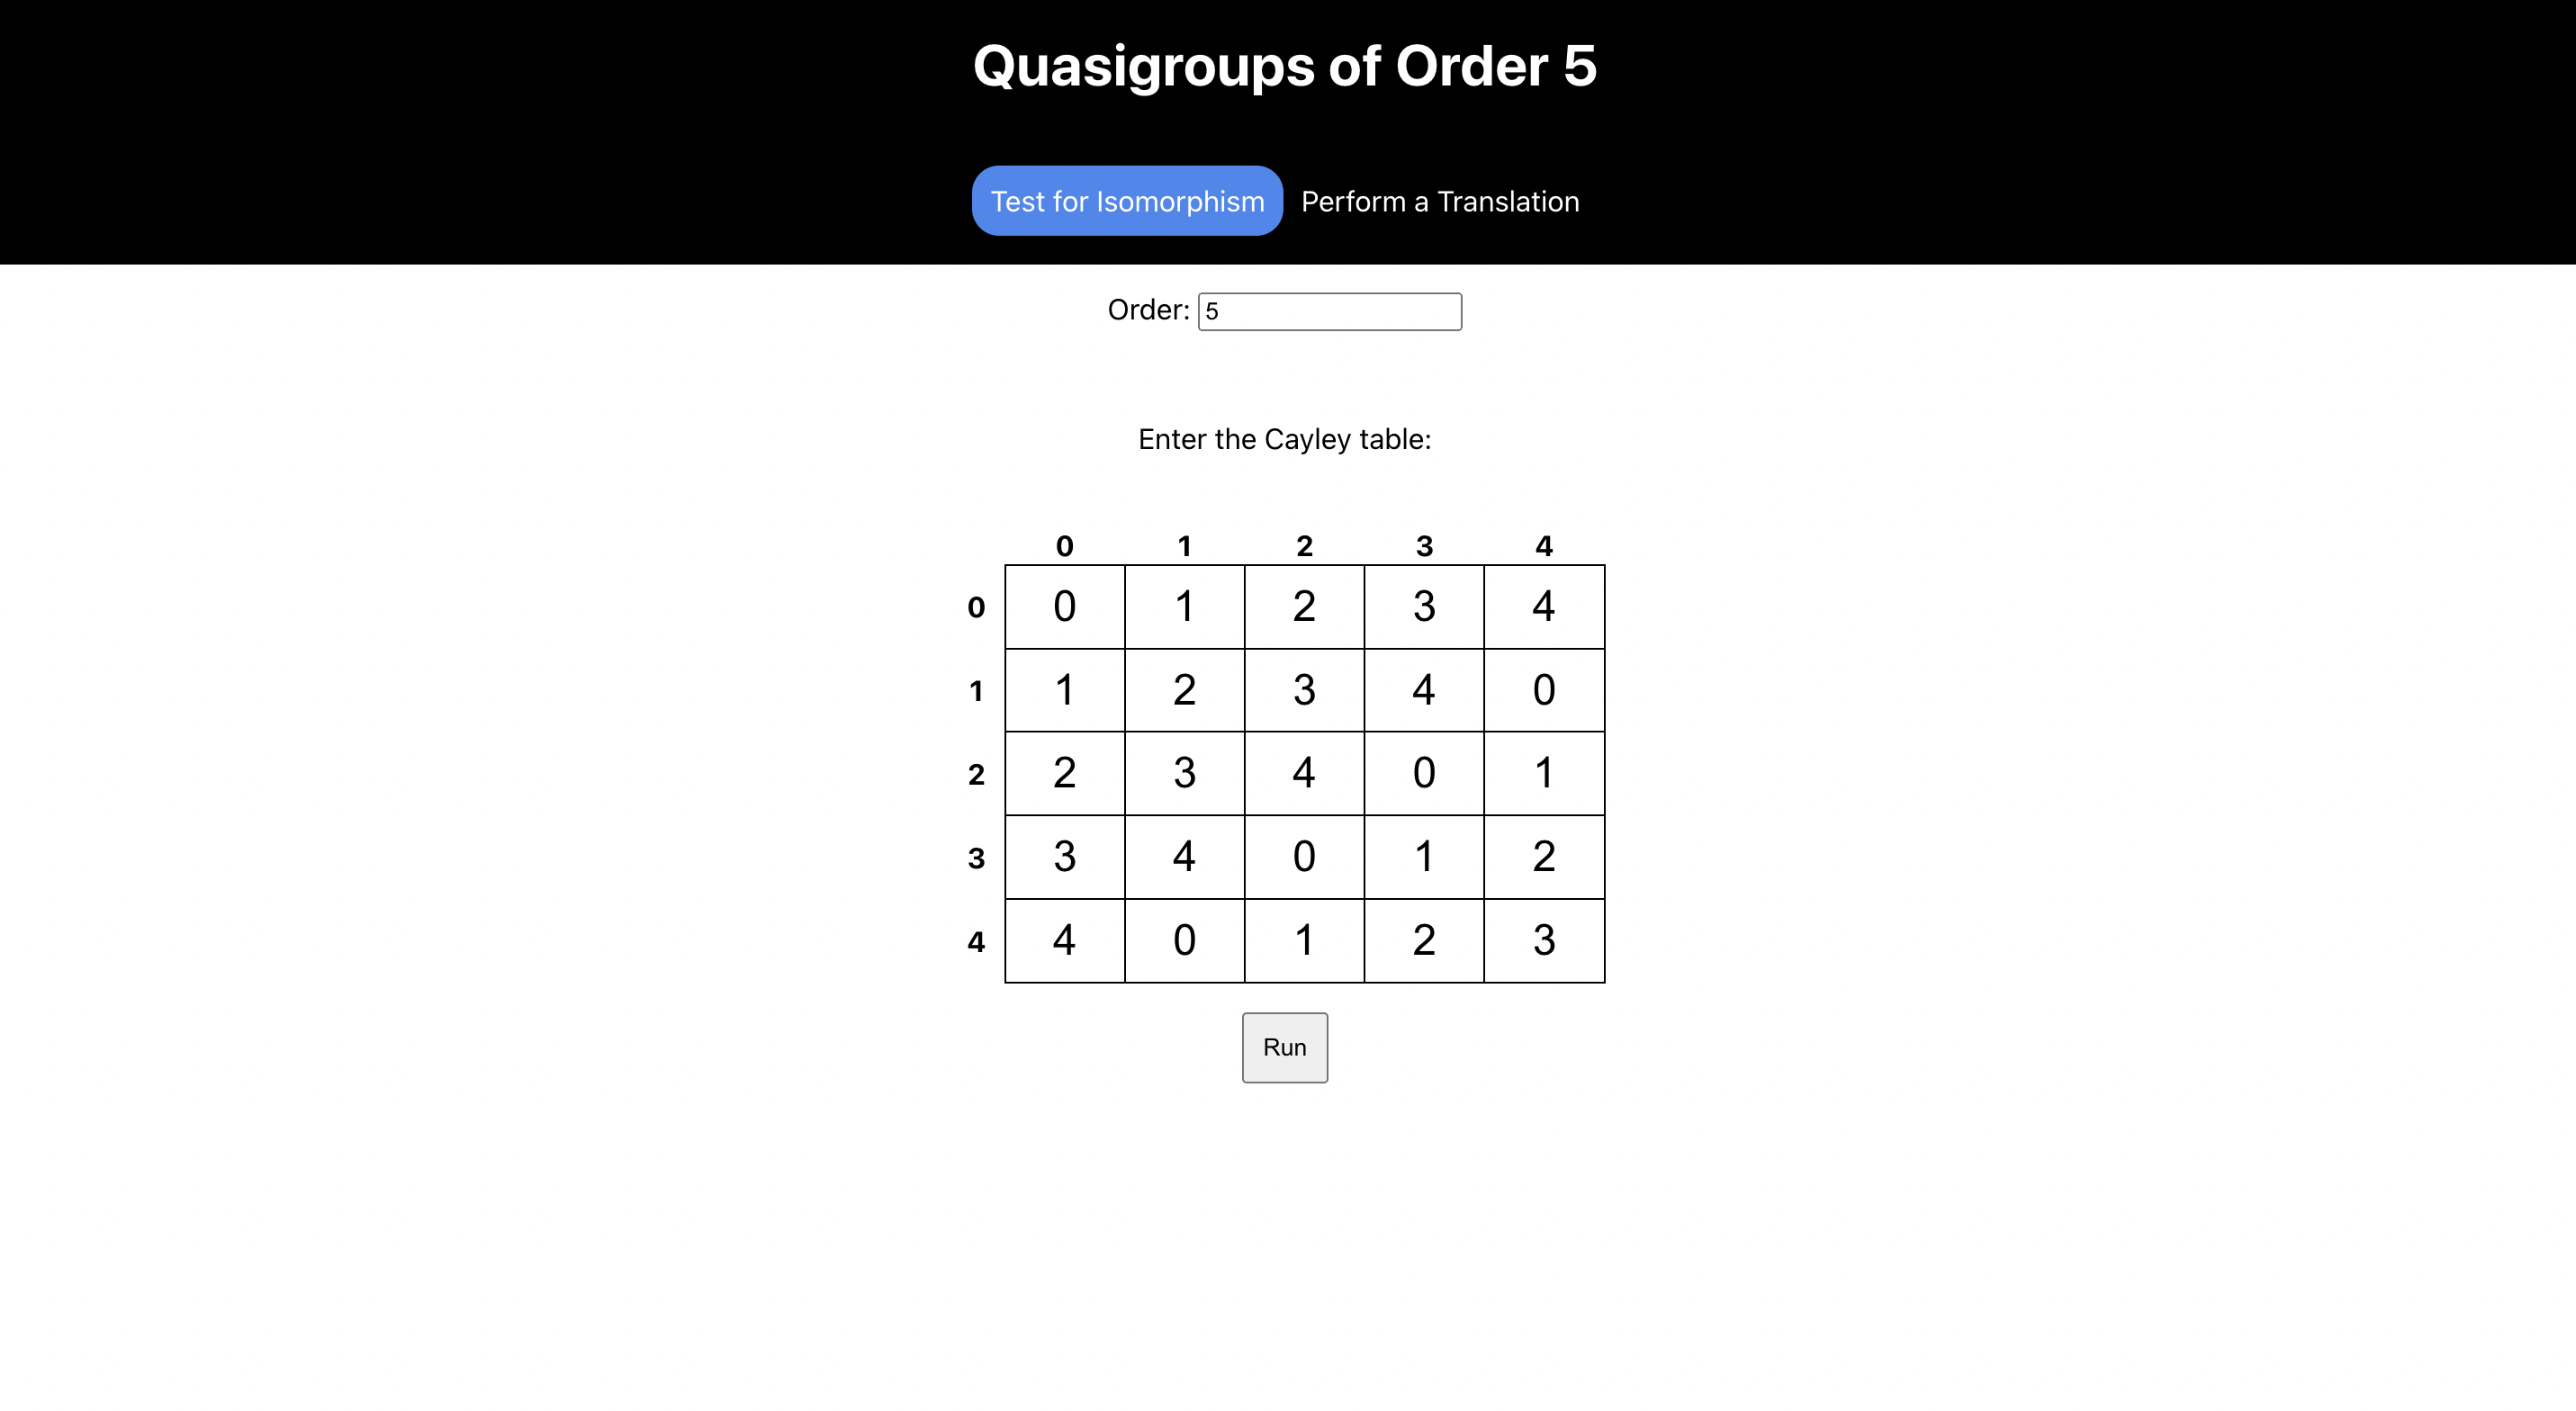 Quasigroups of Order 5
Test for Isomorphism Perform a Translation
Order: 5
Enter the Cayley table:
0 1 2 3 4
0 0 1 2 3 4
1 1 2 3 4 0
2 2 3 4 0 1
3 3 4 0 1 2
4 4 0 1 2 3
Run